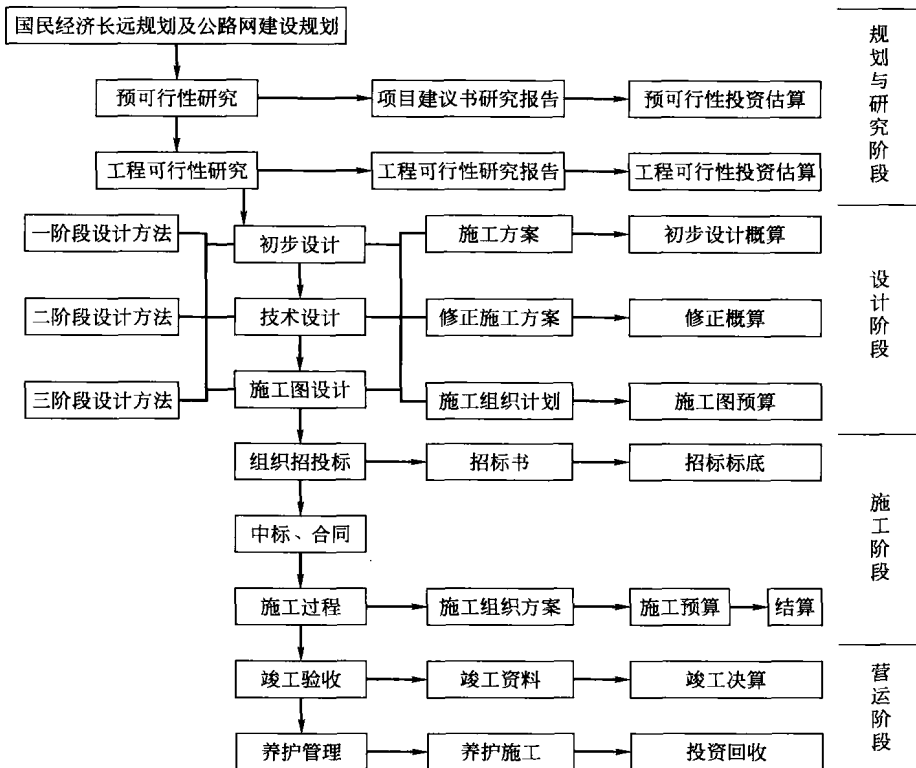 国民经济长远规划及公路网建设规划
预可行性研究
项目建议书研究报告
预可行性投资估算
工程可行性研究
工程可行性研究报告
工程可行性投资估算
规划与研究阶段
一阶段设计方法
初步设计
施工方案
初步设计概算
二阶段设计方法
技术设计
修正施工方案
修正概算
三阶段设计方法
施工图设计
施工组织计划
施工图预算
设计阶段
组织招投标
招标书
招标标底
中标、合同
施工过程
施工组织方案
施工预算
结算
施工阶段
竣工验收
竣工资料
竣工决算
养护管理
养护施工
投资回收
营运阶段